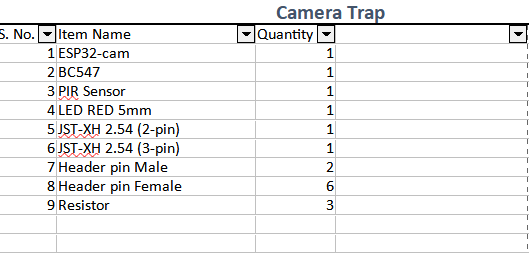 Camera Trap
S. No. Item Name Quantity
1 ESP32-cam 1
2 BC547 1
3 PIR Sensor 1
4 LED RED 5mm 1
5 JST-XH 2.54 (2-pin) 1
6 JST-XH 2.54 (3-pin) 1
7 Header pin Male 2
8 Header pin Female 6
9 Resistor 3